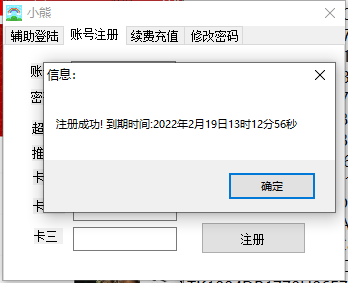 小熊
辅助登陆 账号注册 续费充值 修改密码
账
信息:
密
注册成功! 到期时间:2022年2月19日13时12分56秒
超
推
卡
确定
卡
卡三
注册